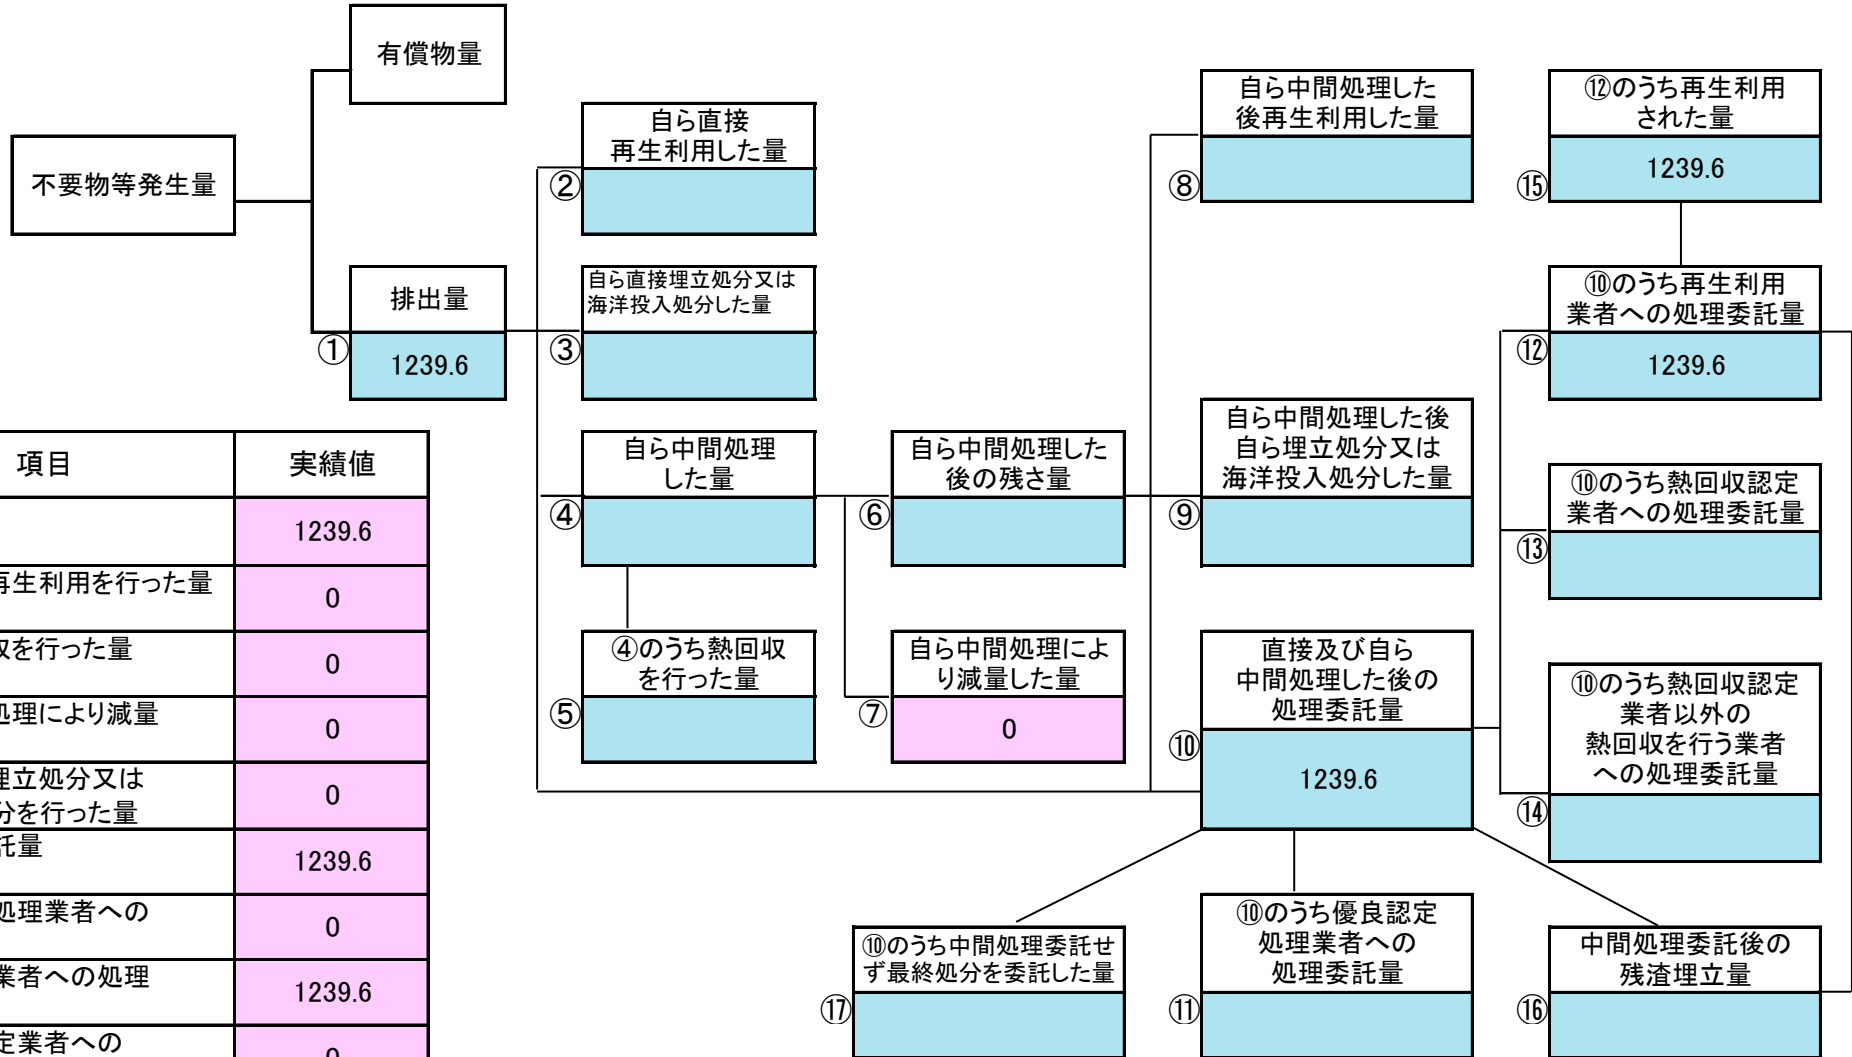 有償物量
不要物等発生量
排出量
①
1239.6
自ら直接
再生利用した量
②
自ら直接埋立処分又は
海洋投入処分した量
③
自ら中間処理
した量
④
④のうち熱回収
を行った量
⑤
自ら中間処理した
後の残さ量
⑥
自ら中間処理によ
り減量した量
⑦
0
自ら中間処理した
後再生利用した量
⑧
自ら中間処理した後
自ら埋立処分又は
海洋投入処分した量
⑨
直接及び自ら
中間処理した後の
処理委託量
⑩
1239.6
⑫のうち再生利用
された量
⑮
1239.6
⑩のうち再生利用
業者への処理委託量
⑫
1239.6
⑩のうち熱回収認定
業者への処理委託量
⑬
⑩のうち熱回収認定
業者以外の
熱回収を行う業者
への処理委託量
⑭
⑩のうち中間処理委託せ
ず最終処分を委託した量
⑰
⑩のうち優良認定
処理業者への
処理委託量
⑪
中間処理委託後の
残渣埋立量
⑯
項目 実績値
1239.6
再生利用を行った量 0
収を行った量 0
処理により減量 0
埋立処分又は
分を行った量 0
託量 1239.6
処理業者への 0
業者への処理 1239.6
定業者への 0